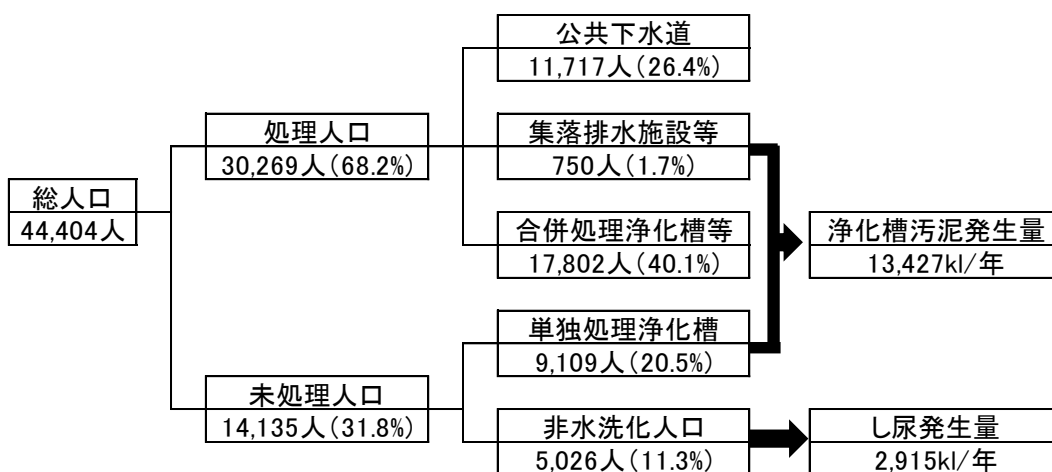 総人口
44,404人
処理人口
30,269人(68.2%)
未処理人口
14,135人(31.8%)
公共下水道
11,717人(26.4%)
集落排水施設等
750人(1.7%)
合併処理浄化槽等
17,802人(40.1%)
単独処理浄化槽
9,109人(20.5%)
非水洗化人口
5,026人(11.3%)
浄化槽汚泥発生量
13,427kl/年
し尿発生量
2,915kl/年